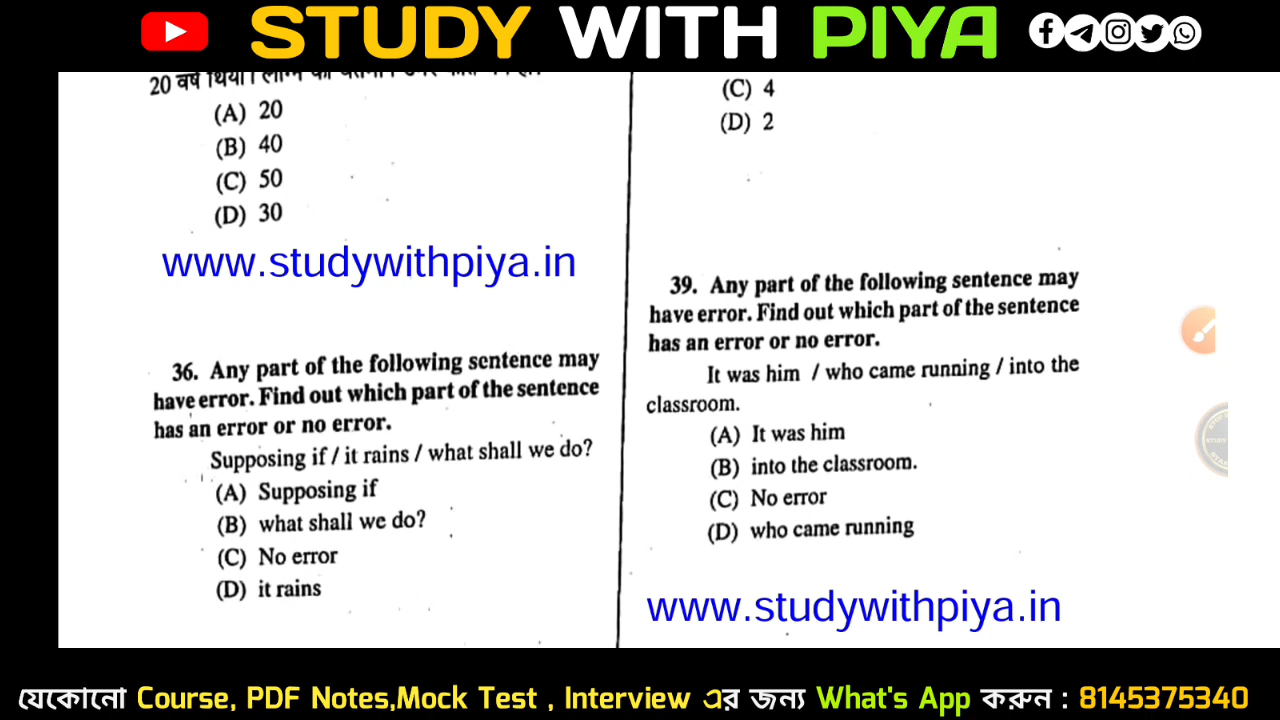 STUDY WITH PIYA
20 वर्ष
(A) 20
(B) 40
(C) 50
(D) 30
www.studywithpiya.in
36. Any part of the following sentence may
have error. Find out which part of the sentence
has an error or no error.
Supposing if / it rains / what shall we do?
(A) Supposing if
(B) what shall we do?
(C) No error
(D) it rains
(C) 4
(D) 2
39. Any part of the following sentence may
have error. Find out which part of the sentence
has an error or no error.
It was him / who came running / into the
classroom.
(A) It was him
(B) into the classroom.
(C) No error
(D) who came running
www.studywithpiya.in
যেকোনো Course, PDF Notes,Mock Test , Interview এর জন্য What's App করুন : 8145375340